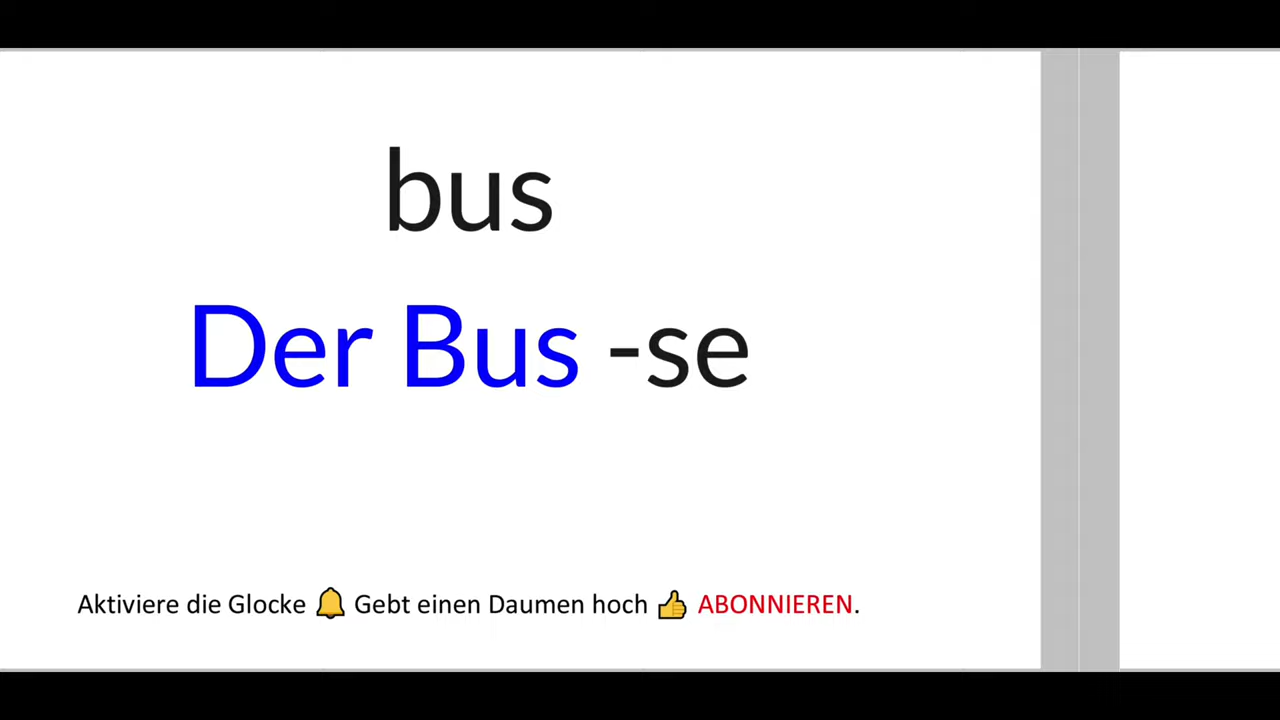 bus
Der Bus -se
Aktiviere die Glocke 🔔 Gebt einen Daumen hoch 👍 ABONNIEREN.